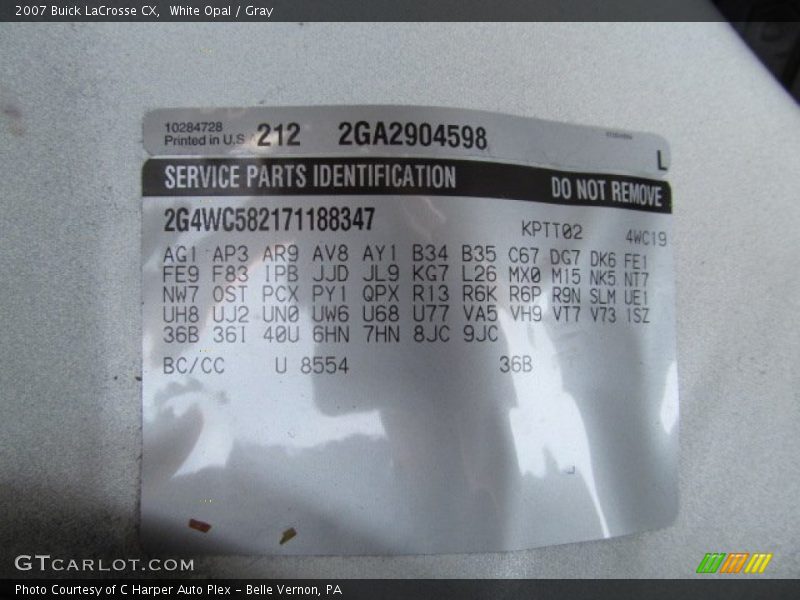 2007 Buick LaCrosse CX,  White Opal / Gray
10284728
Printed in U.S.A 212 2GA2904598
L
SERVICE PARTS IDENTIFICATION DO NOT REMOVE
2G4WC582171188347 KPTT02 4WC19
AG1 AP3 AR9 AV8 AY1 B34 B35 C67 DG7 DK6 FE1
FE9 F83 IPB JJD JL9 KG7 L26 MX0 M15 NK5 NT7
NW7 OST PCX PY1 QPX R13 R6K R6P R9N SLM UE1
UH8 UJ2 UN0 UW6 U68 U77 VA5 VH9 VT7 V73 1SZ
36B 36I 40U 6HN 7HN 8JC 9JC
BC/CC U 8554 36B
GTCARLOT.COM
Photo Courtesy of C Harper Auto Plex - Belle Vernon, PA